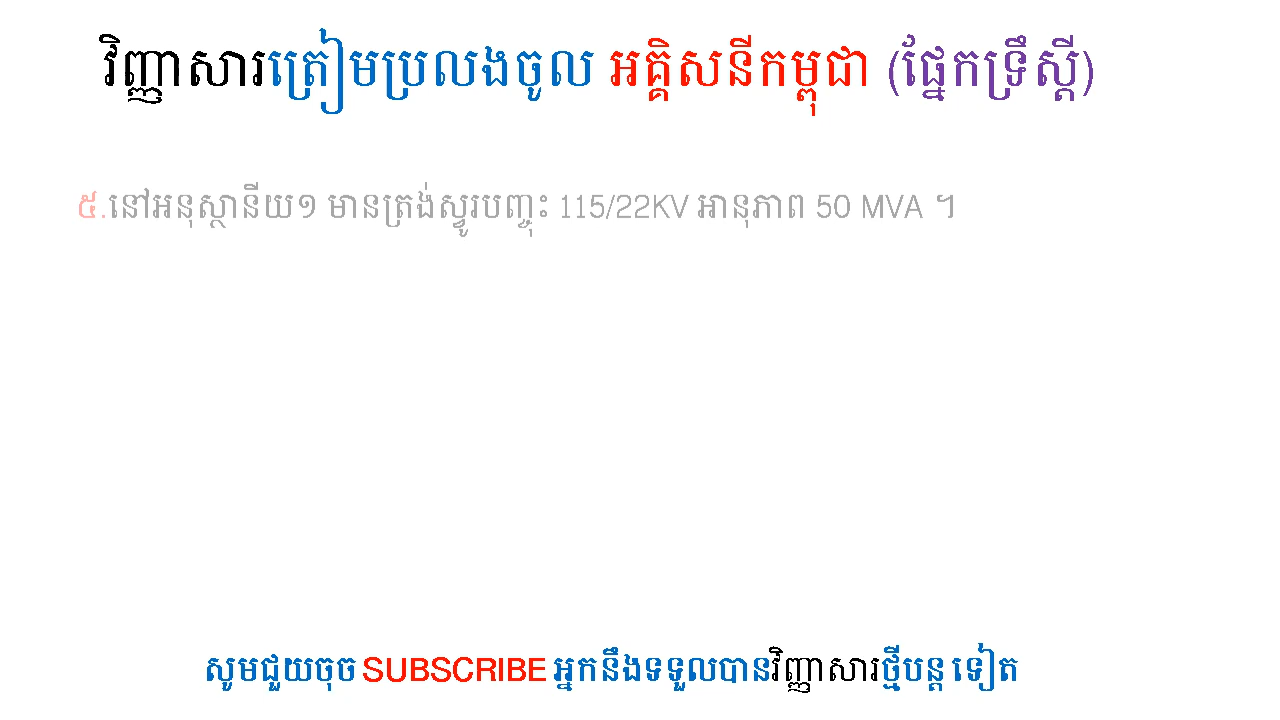 វិញ្ញាសារត្រៀមប្រលងចូល អគ្គិសនីកម្ពុជា (ផ្នែកទ្រឹស្តី)
៥.នៅអនុស្ថានីយ១ មានត្រង់ស្វូរបញ្ចុះ 115/22KV អានុភាព 50 MVA ។
សូមជួយចុច SUBSCRIBE អ្នកនឹងទទួលបានវិញ្ញាសារថ្មីបន្ត ទៀត